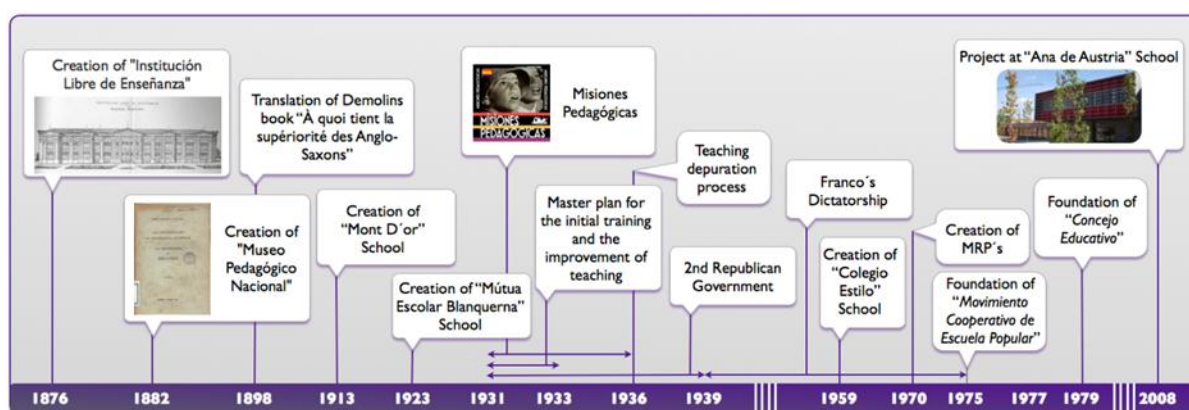 Creation of "Institución
Libre de Enseñanza"
Creation of
"Museo
Pedagógico
Nacional"
Translation of Demolins
book "À quoi tient la
supériorité des Anglo-
Saxons"
Creation of
"Mont D´or"
School
Creation of "Mútua
Escolar Blanquerna"
School
MISIONES
PEDAGÓGICAS
Misiones
Pedagógicas
Master plan for
the initial training
and the
improvement of
teaching
Teaching
depuration
process
2nd Republican
Government
Franco´s
Dictatorship
Creation of
"Colegio
Estilo"
School
Creation of
MRP´s
Foundation of
"Movimiento
Cooperativo de
Escuela Popular"
Foundation of
"Concejo
Educativo"
Project at "Ana de Austria" School
1876 1882 1898 1913 1923 1931 1933 1936 1939 1959 1970 1975 1977 1979 2008